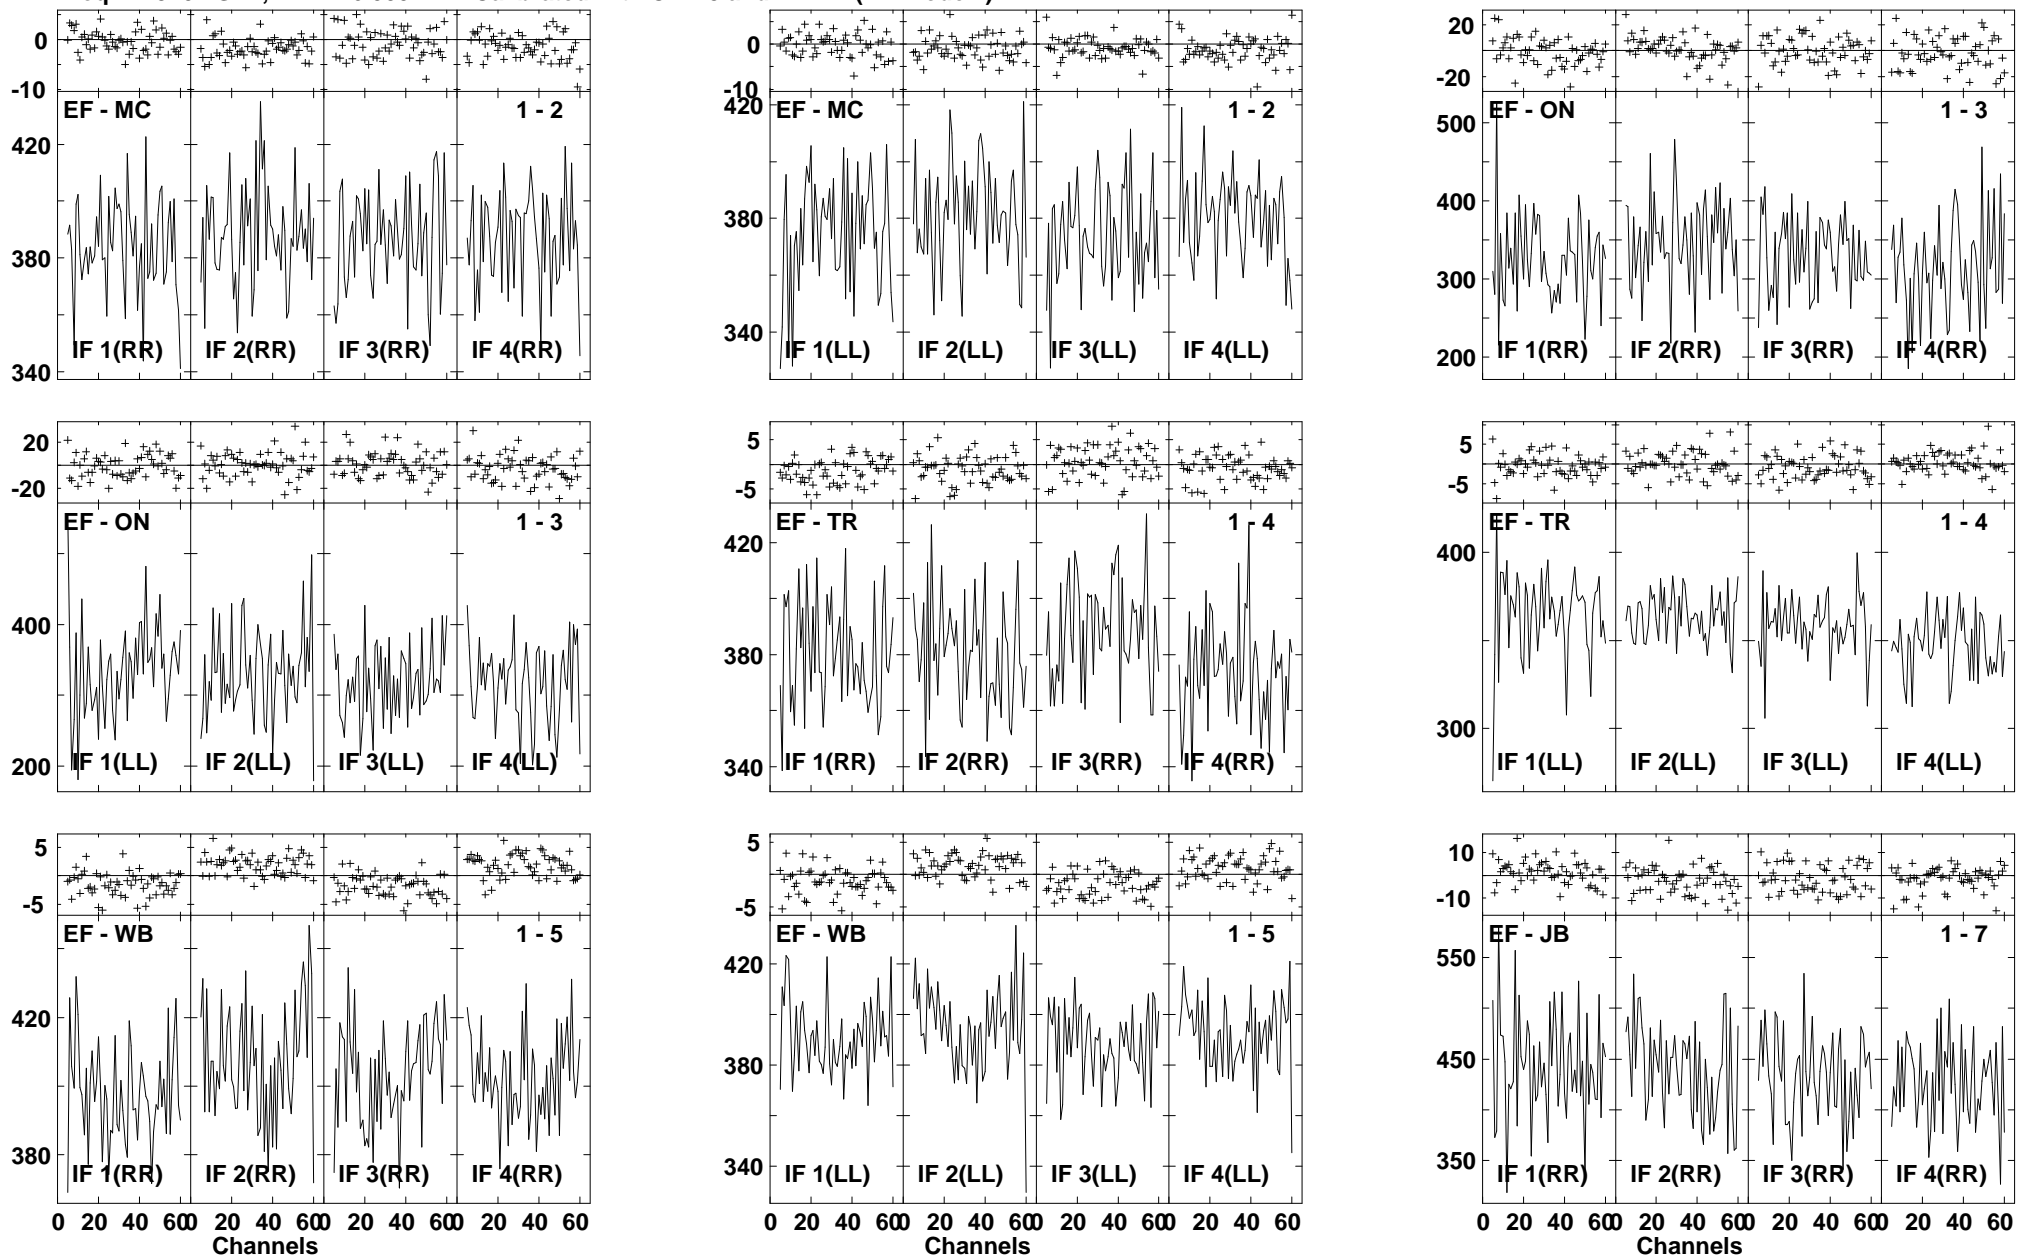 0
-10
EF - MC 1 - 2
420
380
340
IF 1(RR) IF 2(RR) IF 3(RR) IF 4(RR)
0
-10
EF - MC 1 - 2
420
380
340
IF 1(LL) IF 2(LL) IF 3(LL) IF 4(LL)
20
-20
EF - ON 1 - 3
500
400
300
200
IF 1(RR) IF 2(RR) IF 3(RR) IF 4(RR)
20
-20
EF - ON 1 - 3
400
200
IF 1(LL) IF 2(LL) IF 3(LL) IF 4(LL)
5
-5
EF - TR 1 - 4
420
380
340
IF 1(RR) IF 2(RR) IF 3(RR) IF 4(RR)
5
-5
EF - TR 1 - 4
400
300
IF 1(LL) IF 2(LL) IF 3(LL) IF 4(LL)
5
-5
EF - WB 1 - 5
420
380
IF 1(RR) IF 2(RR) IF 3(RR) IF 4(RR)
0 20 40 60 0 20 40 60 0 20 40 60 0 20 40 60
Channels
5
-5
EF - WB 1 - 5
420
380
340
IF 1(LL) IF 2(LL) IF 3(LL) IF 4(LL)
0 20 40 60 0 20 40 60 0 20 40 60 0 20 40 60
Channels
10
-10
EF - JB 1 - 7
550
450
350
IF 1(RR) IF 2(RR) IF 3(RR) IF 4(RR)
0 20 40 60 0 20 40 60 0 20 40 60 0 20 40 60
Channels